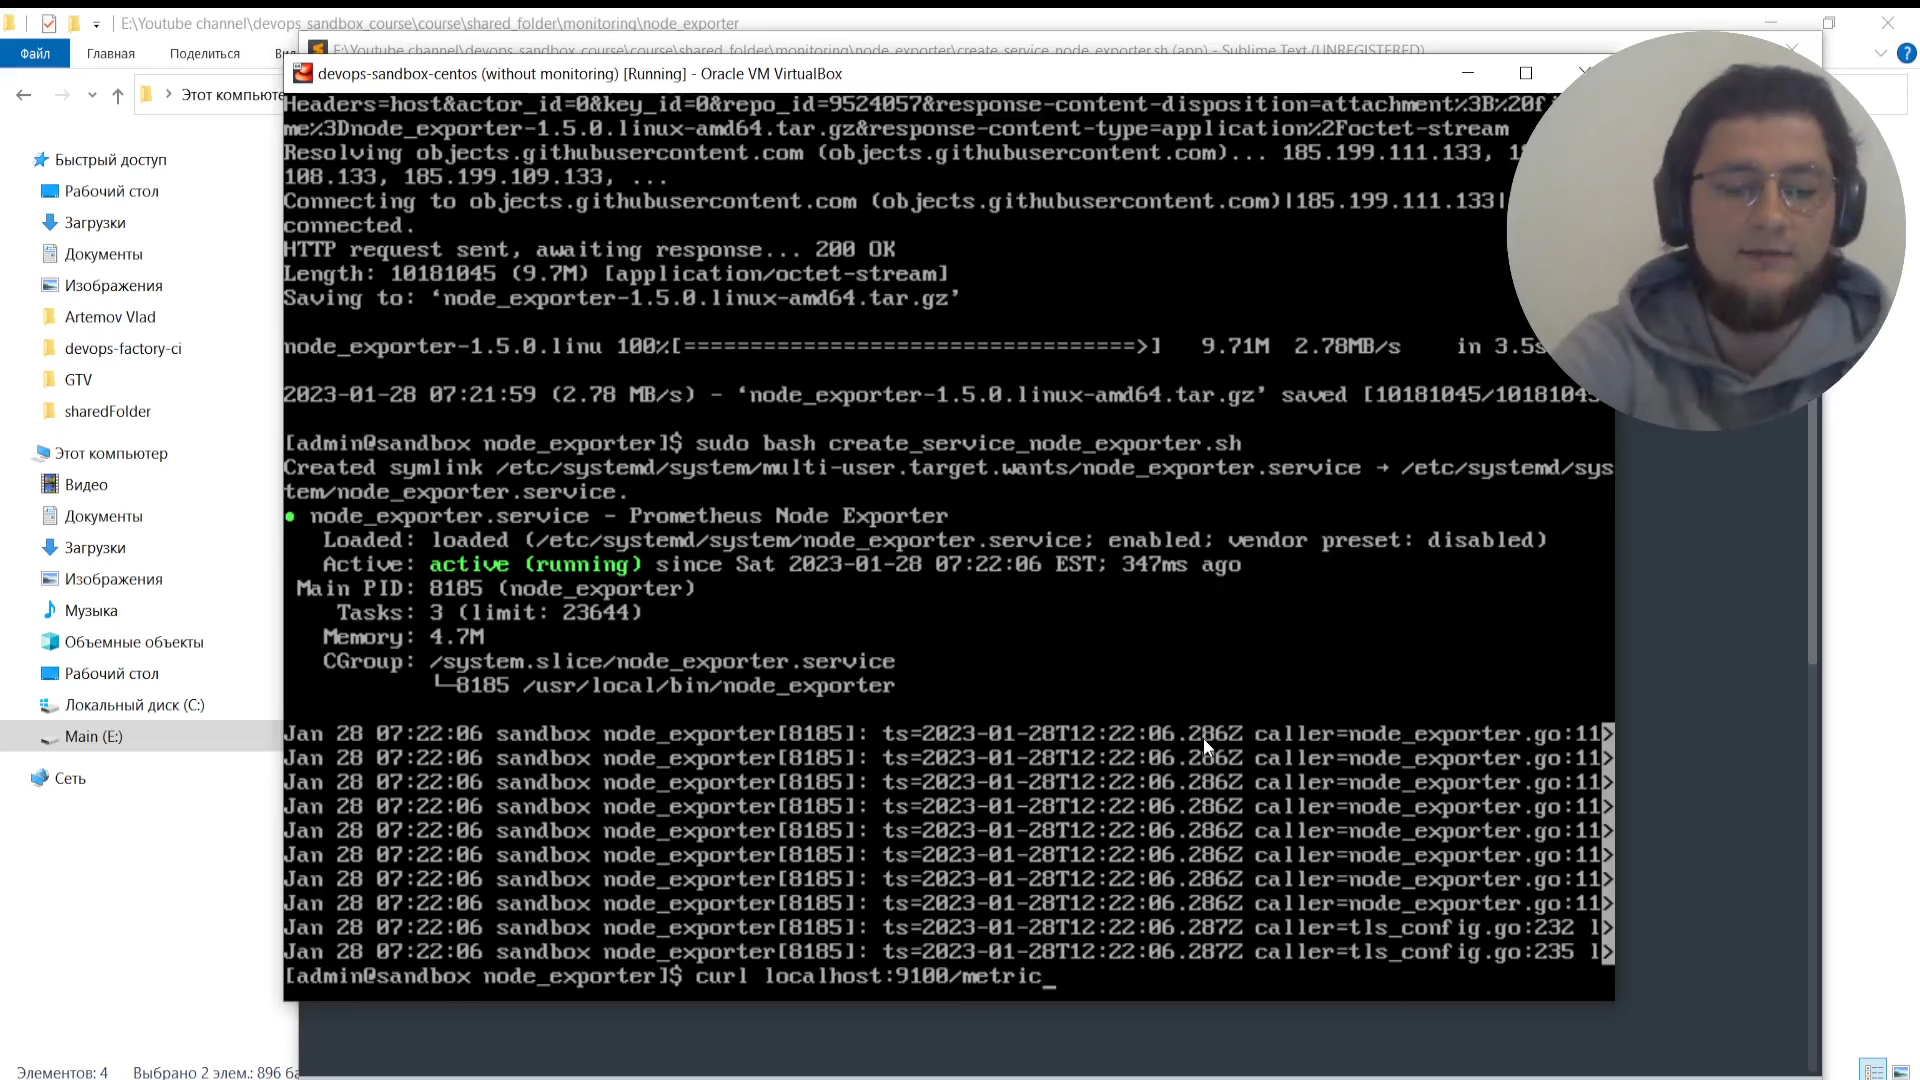 E:\Youtube channel\devops_sandbox_course\course\shared_folder\monitoring\node_exporter
Файл
Главная
Поделиться
E:\Youtube channel\devops_sandbox_course\course\shared_folder\monitoring\node_exporter\create_service_node_exporter.sh (app) - Sublime Text (UNREGISTERED)
devops-sandbox-centos (without monitoring) [Running] - Oracle VM VirtualBox
Этот компьюте
Быстрый доступ
Рабочий стол
Загрузки
Документы
Изображения
Artemov Vlad
devops-factory-ci
GTV
sharedFolder
Этот компьютер
Видео
Документы
Загрузки
Изображения
Музыка
Объемные объекты
Рабочий стол
Локальный диск (C:)
Main (E:)
Сеть
Элементов: 4 Выбрано 2 элем.: 896 ба
Headers=host&actor_id=0&key_id=0&repo_id=9524057&response-content-disposition=attachment%3B%20fi
me%3Dnode_exporter-1.5.0.linux-amd64.tar.gz&response-content-type=application%2Foctet-stream
Resolving objects.githubusercontent.com (objects.githubusercontent.com)... 185.199.111.133,
108.133, 185.199.109.133, ...
Connecting to objects.githubusercontent.com (objects.githubusercontent.com)|185.199.111.133|
connected.
HTTP request sent, awaiting response... 200 OK
Length: 10181045 (9.7M) [application/octet-stream]
Saving to: ‘node_exporter-1.5.0.linux-amd64.tar.gz’
node_exporter-1.5.0.linu 100%[==================================>] 9.71M 2.78MB/s in 3.5s
2023-01-28 07:21:59 (2.78 MB/s) - ‘node_exporter-1.5.0.linux-amd64.tar.gz’ saved [10181045/10181045
[admin@sandbox node_exporter]$ sudo bash create_service_node_exporter.sh
Created symlink /etc/systemd/system/multi-user.target.wants/node_exporter.service → /etc/systemd/sys
tem/node_exporter.service.
● node_exporter.service - Prometheus Node Exporter
Loaded: loaded (/etc/systemd/system/node_exporter.service; enabled; vendor preset: disabled)
Active: active (running) since Sat 2023-01-28 07:22:06 EST; 347ms ago
Main PID: 8185 (node_exporter)
Tasks: 3 (limit: 23644)
Memory: 4.7M
CGroup: /system.slice/node_exporter.service
└─8185 /usr/local/bin/node_exporter
Jan 28 07:22:06 sandbox node_exporter[8185]: ts=2023-01-28T12:22:06.286Z caller=node_exporter.go:11>
Jan 28 07:22:06 sandbox node_exporter[8185]: ts=2023-01-28T12:22:06.286Z caller=node_exporter.go:11>
Jan 28 07:22:06 sandbox node_exporter[8185]: ts=2023-01-28T12:22:06.286Z caller=node_exporter.go:11>
Jan 28 07:22:06 sandbox node_exporter[8185]: ts=2023-01-28T12:22:06.286Z caller=node_exporter.go:11>
Jan 28 07:22:06 sandbox node_exporter[8185]: ts=2023-01-28T12:22:06.286Z caller=node_exporter.go:11>
Jan 28 07:22:06 sandbox node_exporter[8185]: ts=2023-01-28T12:22:06.286Z caller=node_exporter.go:11>
Jan 28 07:22:06 sandbox node_exporter[8185]: ts=2023-01-28T12:22:06.286Z caller=node_exporter.go:11>
Jan 28 07:22:06 sandbox node_exporter[8185]: ts=2023-01-28T12:22:06.286Z caller=node_exporter.go:11>
Jan 28 07:22:06 sandbox node_exporter[8185]: ts=2023-01-28T12:22:06.287Z caller=tls_config.go:232 l>
Jan 28 07:22:06 sandbox node_exporter[8185]: ts=2023-01-28T12:22:06.287Z caller=tls_config.go:235 l>
[admin@sandbox node_exporter]$ curl localhost:9100/metric_